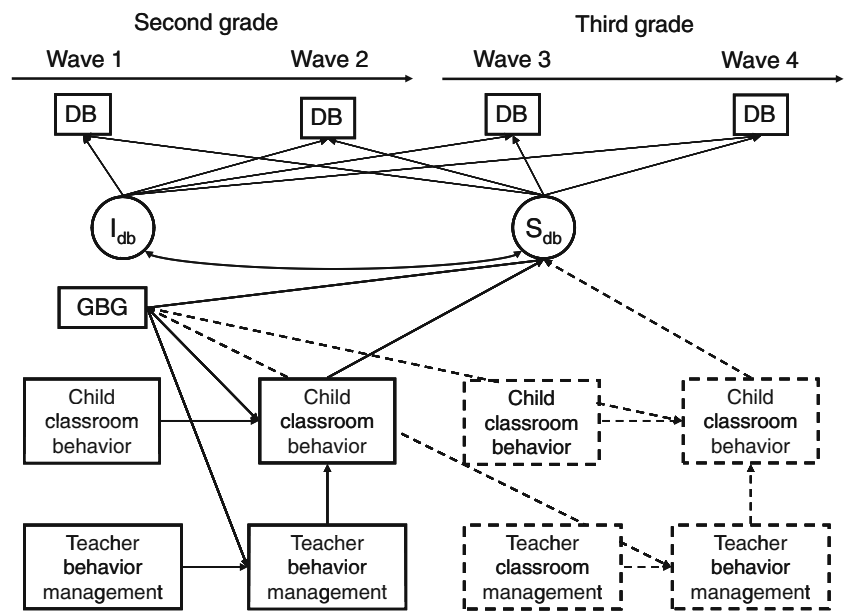 Second grade
Third grade
Wave 1
Wave 2
Wave 3
Wave 4
DB
DB
DB
DB
I_db
S_db
GBG
Child
classroom
behavior
Child
classroom
behavior
Child
classroom
behavior
Child
classroom
behavior
Teacher
behavior
management
Teacher
behavior
management
Teacher
classroom
management
Teacher
behavior
management